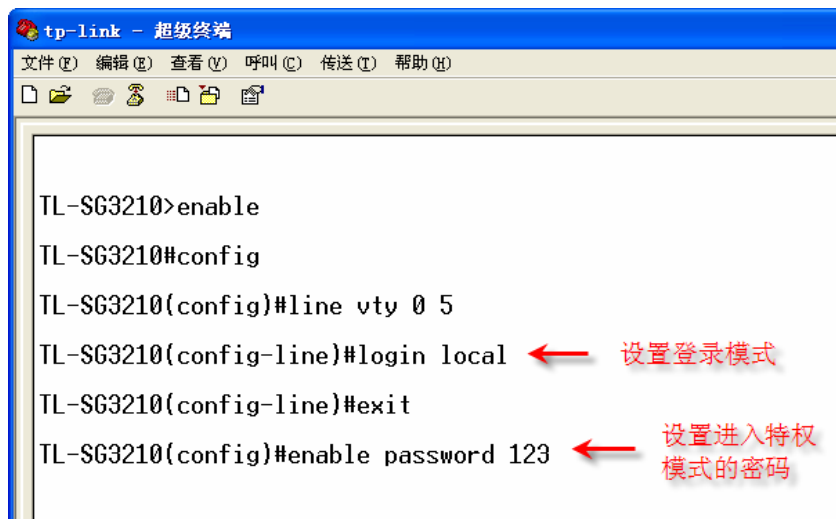 tp-link - 超级终端
文件(F) 编辑(E) 查看(V) 呼叫(C) 传送(T) 帮助(H)
TL-SG3210>enable
TL-SG3210#config
TL-SG3210(config)#line vty 0 5
TL-SG3210(config-line)#login local 设置登录模式
TL-SG3210(config-line)#exit
TL-SG3210(config)#enable password 123 设置进入特权
模式的密码